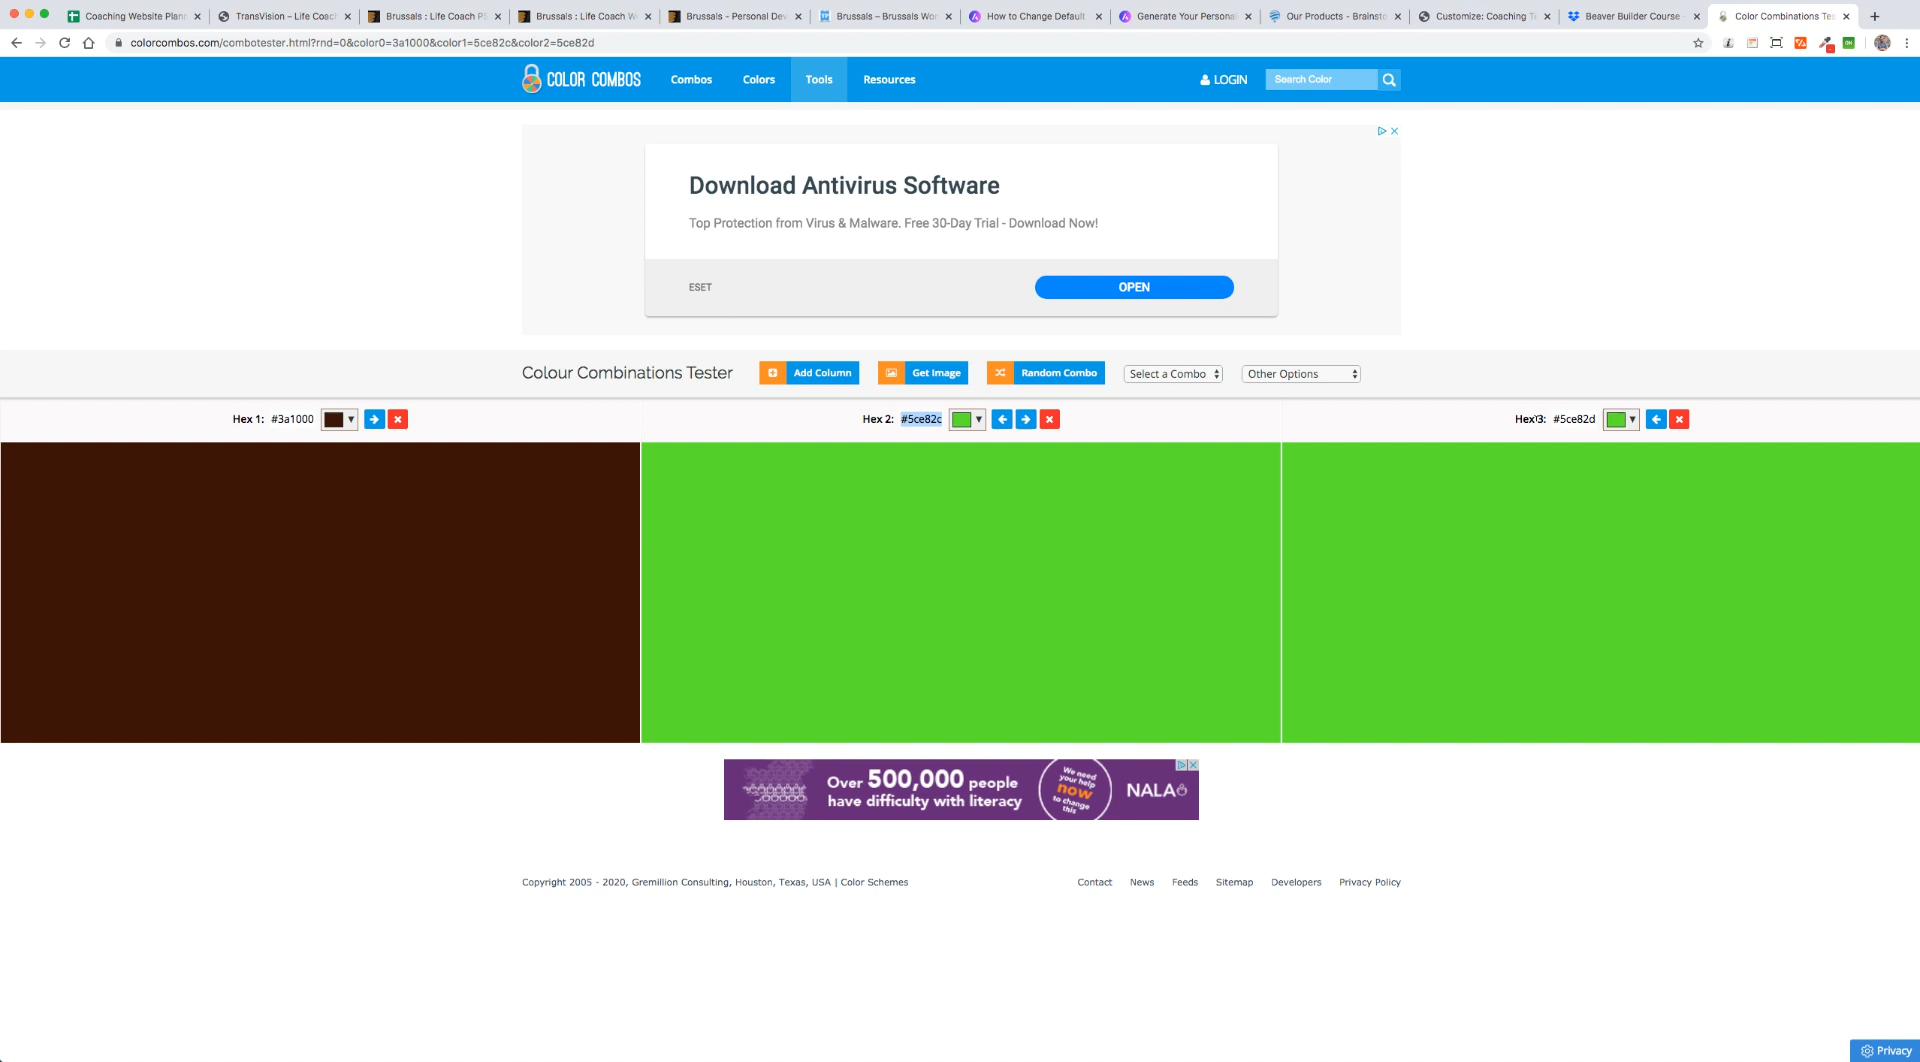 Coaching Website Plann
TransVision – Life Coach
Brussals : Life Coach PS
Brussals : Life Coach W
Brussals - Personal Dev
Brussals – Brussals Wor
How to Change Default
Generate Your Personal
Our Products - Brainsto
Customize: Coaching Te
Beaver Builder Course -
Color Combinations Tes
colorcombos.com/combotester.html?rnd=0&color0=3a1000&color1=5ce82c&color2=5ce82d
COLOR COMBOS
Combos
Colors
Tools
Resources
LOGIN
Search Color
Download Antivirus Software
Top Protection from Virus & Malware. Free 30-Day Trial - Download Now!
ESET
OPEN
Colour Combinations Tester
Add Column
Get Image
Random Combo
Select a Combo
Other Options
Hex 1: #3a1000
Hex 2: #5ce82c
Hex 3: #5ce82d
Over 500,000 people
have difficulty with literacy
We need
your help
now
to change
this
NALA
Copyright 2005 - 2020, Gremillion Consulting, Houston, Texas, USA | Color Schemes
Contact
News
Feeds
Sitemap
Developers
Privacy Policy
Privacy